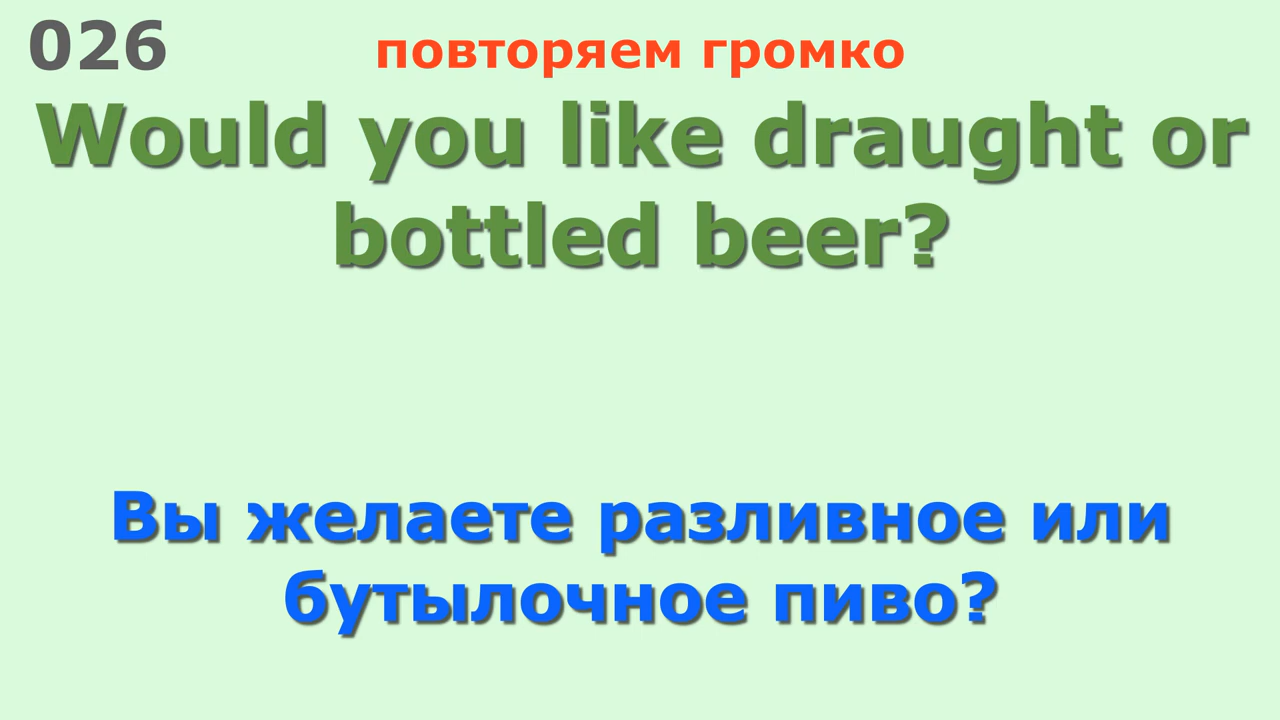 026
повторяем громко
Would you like draught or
bottled beer?
Вы желаете разливное или
бутылочное пиво?